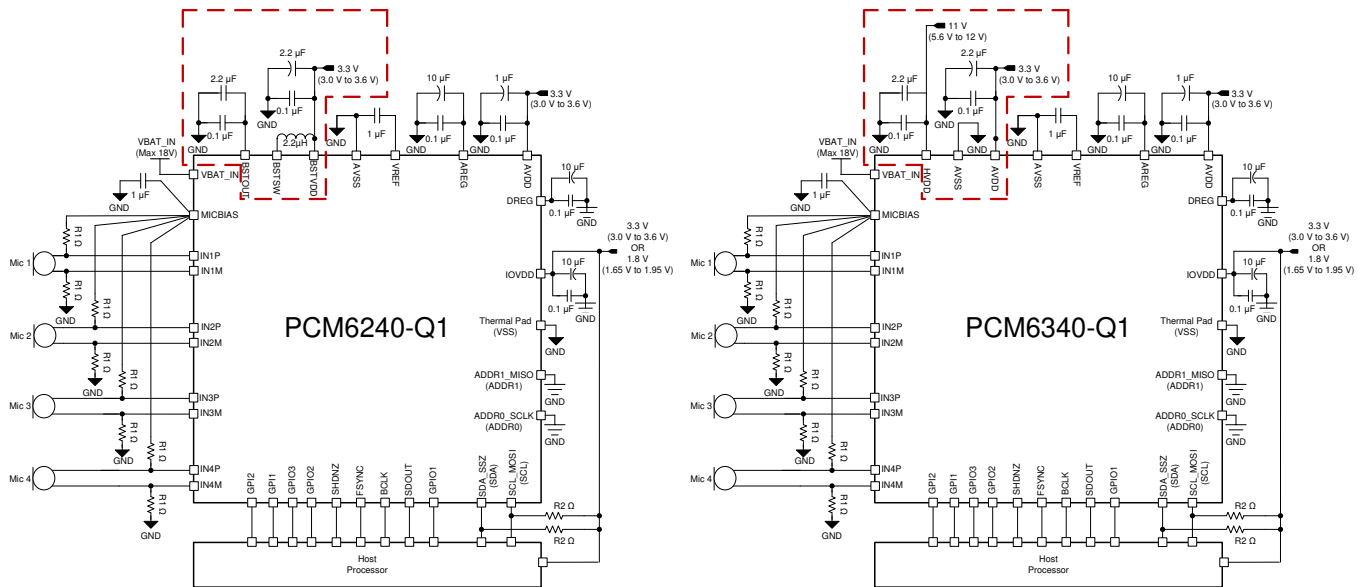 2.2 µF
3.3 V
(3.0 V to 3.6 V)
2.2 µF
0.1 µF
GND
0.1 µF
GND
2.2µH
GND
1 µF
10 µF
0.1 µF
GND
1 µF
3.3 V
(3.0 V to 3.6 V)
0.1 µF
GND
VBAT_IN
(Max 18V)
VBAT_IN
BSTOUT
BSTSW
BSTVDD
AVSS
VREF
AREG
AVDD
1 µF
GND
MICBIAS
DREG
10 µF
0.1 µF
GND
R1 Ω
Mic 1
IN1P
IN1M
R1 Ω
GND
3.3 V
(3.0 V to 3.6 V)
OR
1.8 V
(1.65 V to 1.95 V)
IOVDD
10 µF
0.1 µF
GND
R1 Ω
Mic 2
IN2P
IN2M
R1 Ω
GND
PCM6240-Q1
Thermal Pad
(VSS)
GND
R1 Ω
Mic 3
IN3P
IN3M
R1 Ω
GND
ADDR1_MISO
(ADDR1)
GND
ADDR0_SCLK
(ADDR0)
GND
R1 Ω
Mic 4
IN4P
IN4M
R1 Ω
GND
GPI2
GPI1
GPIO3
GPIO2
SHDNZ
FSYNC
BCLK
SDOUT
GPIO1
SDA_SSZ
(SDA)
SCL_MOSI
(SCL)
R2 Ω
R2 Ω
Host
Processor
11 V
(5.6 V to 12 V)
2.2 µF
3.3 V
(3.0 V to 3.6 V)
2.2 µF
0.1 µF
GND
0.1 µF
GND
GND
GND
1 µF
10 µF
0.1 µF
GND
1 µF
3.3 V
(3.0 V to 3.6 V)
0.1 µF
GND
VBAT_IN
(Max 18V)
VBAT_IN
HVDD
AVSS
AVDD
AVSS
VREF
AREG
AVDD
1 µF
GND
MICBIAS
DREG
10 µF
0.1 µF
GND
R1 Ω
Mic 1
IN1P
IN1M
R1 Ω
GND
3.3 V
(3.0 V to 3.6 V)
OR
1.8 V
(1.65 V to 1.95 V)
IOVDD
10 µF
0.1 µF
GND
R1 Ω
Mic 2
IN2P
IN2M
R1 Ω
GND
PCM6340-Q1
Thermal Pad
(VSS)
GND
R1 Ω
Mic 3
IN3P
IN3M
R1 Ω
GND
ADDR1_MISO
(ADDR1)
GND
ADDR0_SCLK
(ADDR0)
GND
R1 Ω
Mic 4
IN4P
IN4M
R1 Ω
GND
GPI2
GPI1
GPIO3
GPIO2
SHDNZ
FSYNC
BCLK
SDOUT
GPIO1
SDA_SSZ
(SDA)
SCL_MOSI
(SCL)
R2 Ω
R2 Ω
Host
Processor